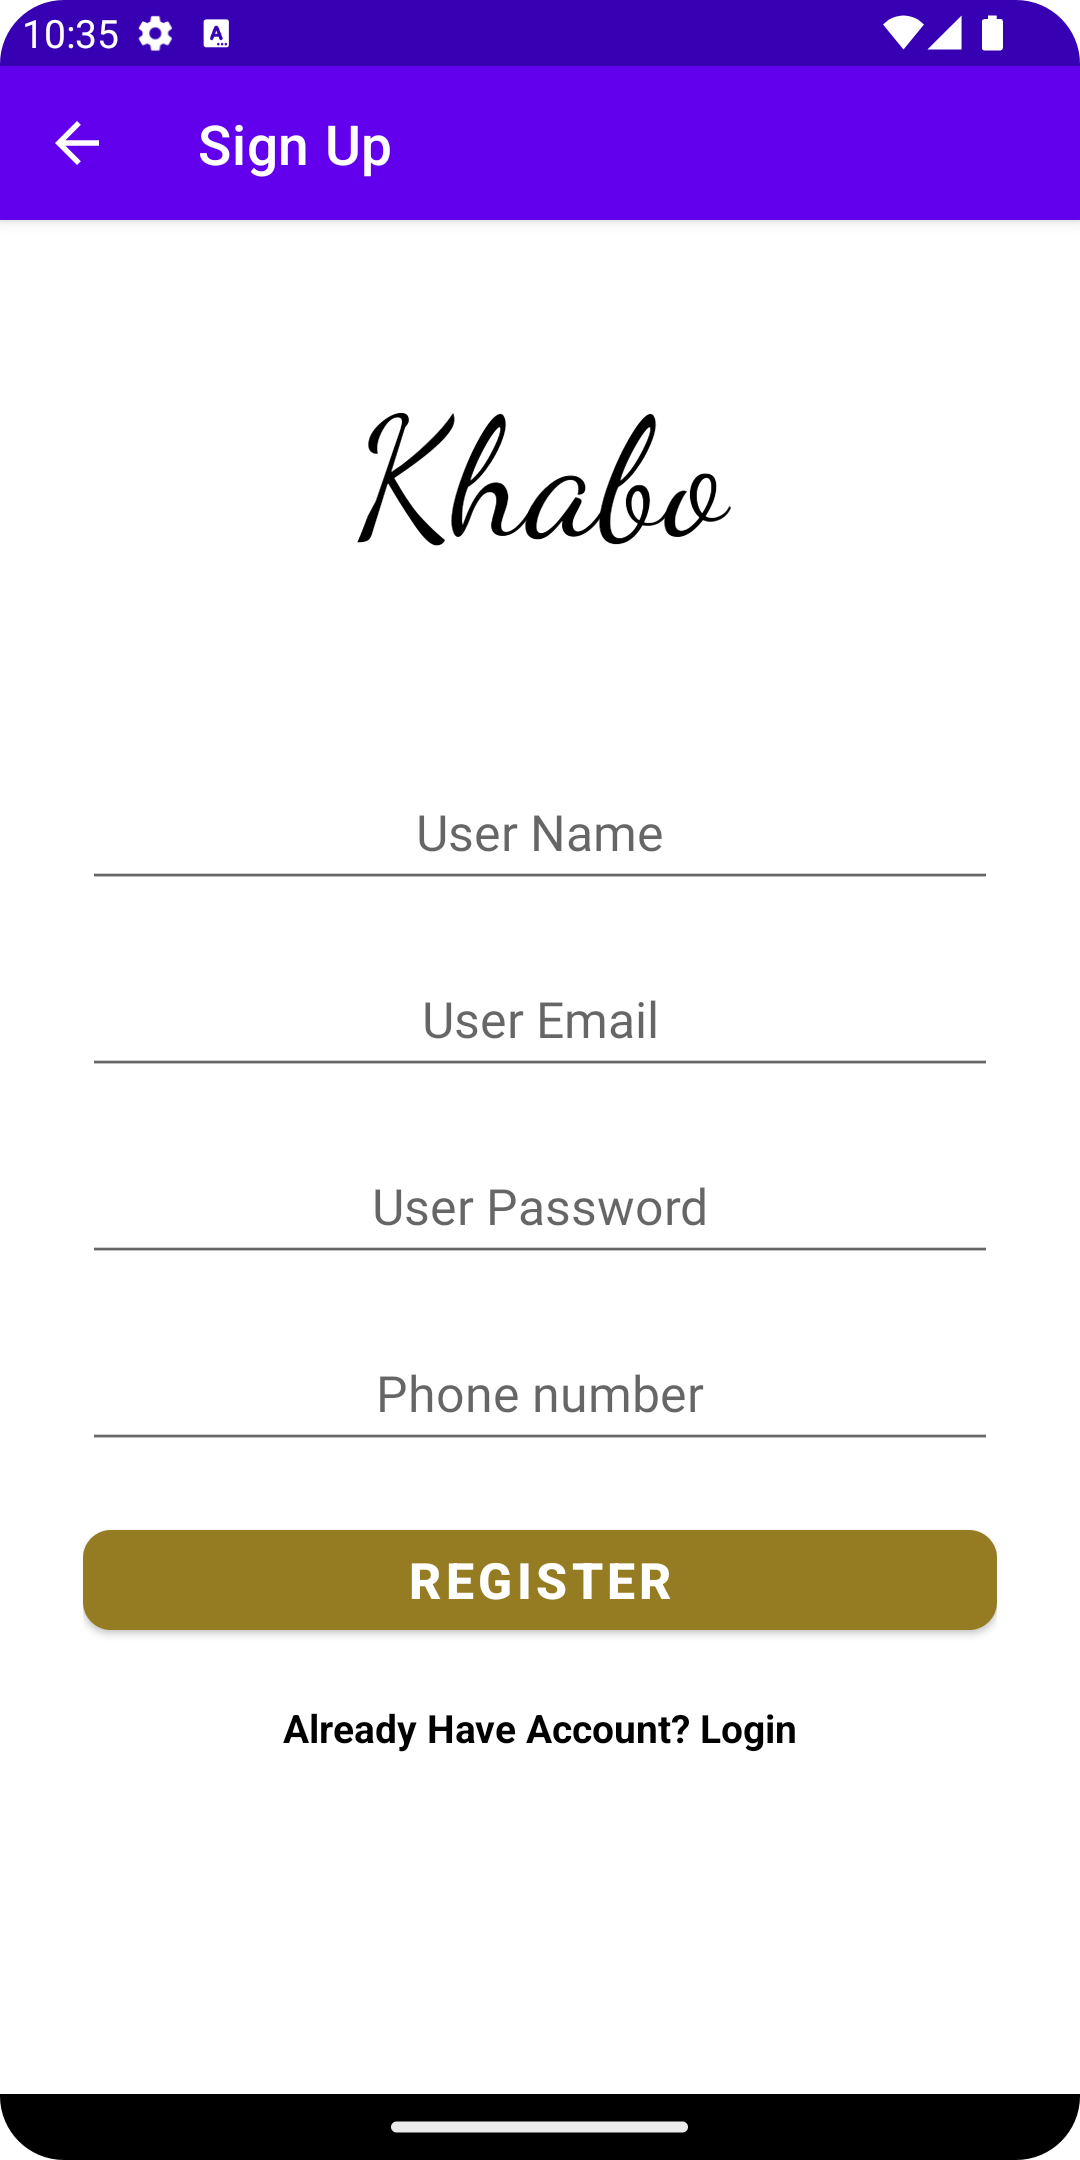 10:35
Sign Up
Khabo
User Name
User Email
User Password
Phone number
REGISTER
Already Have Account? Login